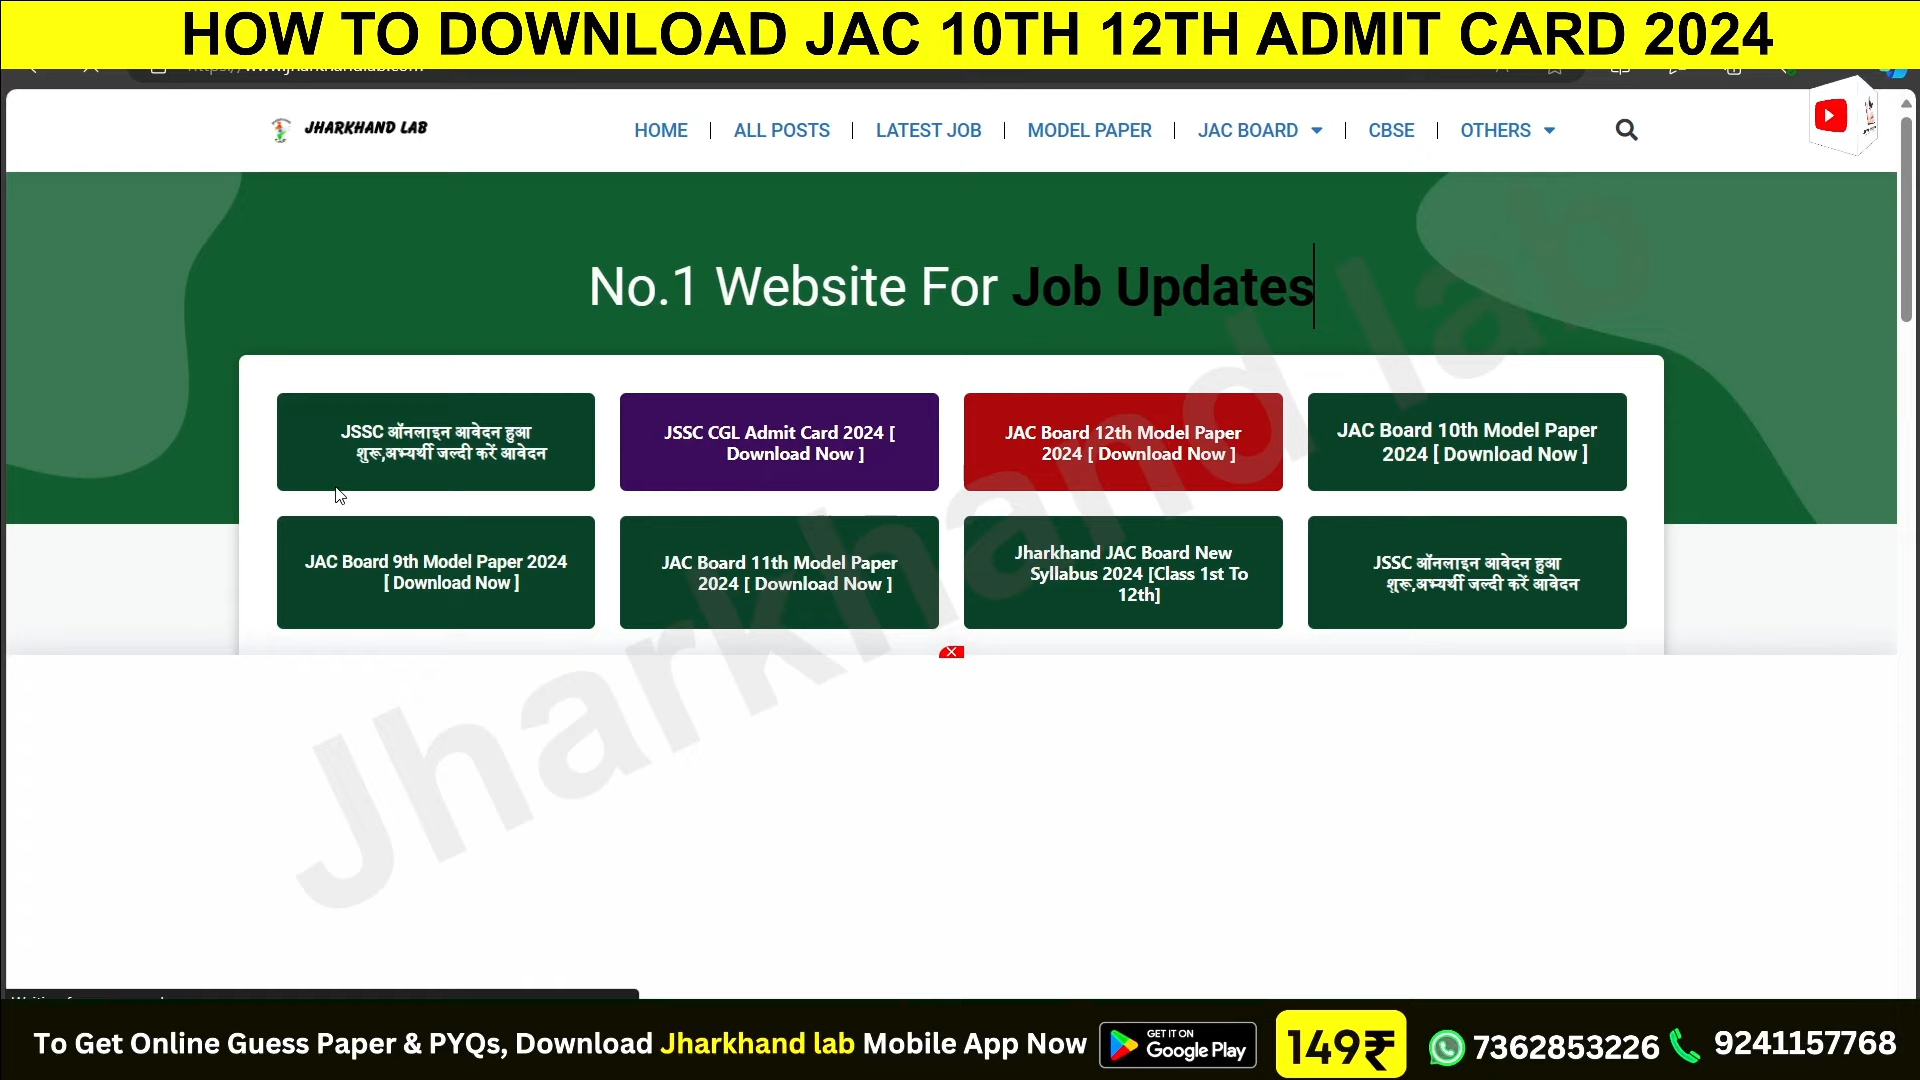 HOW TO DOWNLOAD JAC 10TH 12TH ADMIT CARD 2024
JHARKHAND LAB
HOME
ALL POSTS
LATEST JOB
MODEL PAPER
JAC BOARD
CBSE
OTHERS
No.1 Website For Job Updates
JSSC ऑनलाइन आवेदन हुआ
शुरू,अभ्यर्थी जल्दी करें आवेदन
JSSC CGL Admit Card 2024 [
Download Now ]
JAC Board 12th Model Paper
2024 [ Download Now ]
JAC Board 10th Model Paper
2024 [ Download Now ]
JAC Board 9th Model Paper 2024
[ Download Now ]
JAC Board 11th Model Paper
2024 [ Download Now ]
Jharkhand JAC Board New
Syllabus 2024 [Class 1st To
12th]
JSSC ऑनलाइन आवेदन हुआ
शुरू,अभ्यर्थी जल्दी करें आवेदन
Jharkhand lab
To Get Online Guess Paper & PYQs, Download Jharkhand lab Mobile App Now
GET IT ON
Google Play
149₹
7362853226
9241157768